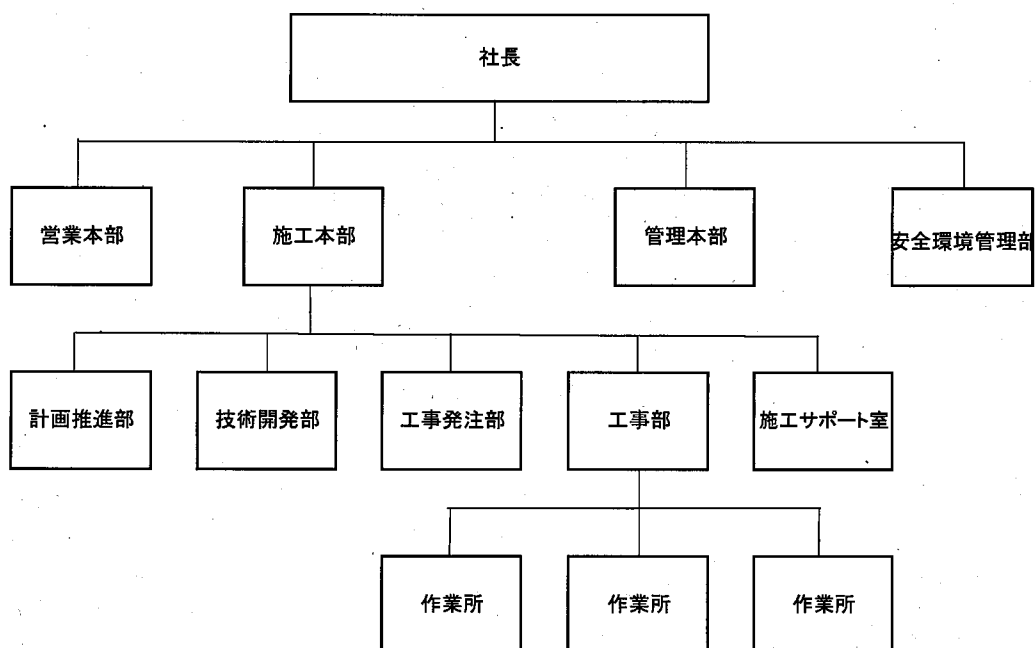 社長
営業本部
施工本部
管理本部
安全環境管理部
計画推進部
技術開発部
工事発注部
工事部
施工サポート室
作業所
作業所
作業所